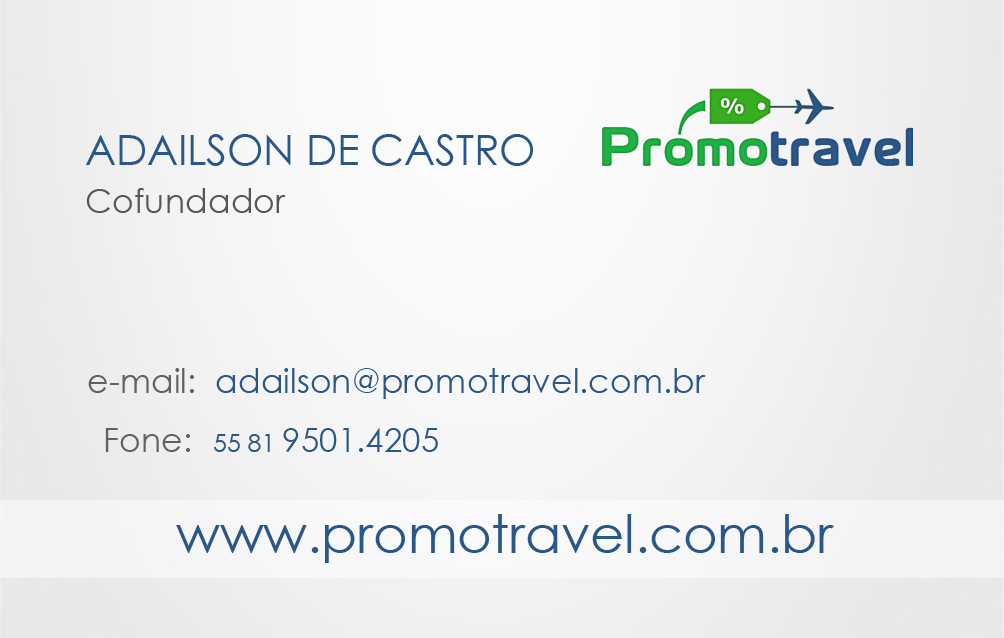 ADAILSON DE CASTRO
Cofundador
%
Promotravel
e-mail: adailson@promotravel.com.br
Fone: 55 81 9501.4205
www.promotravel.com.br